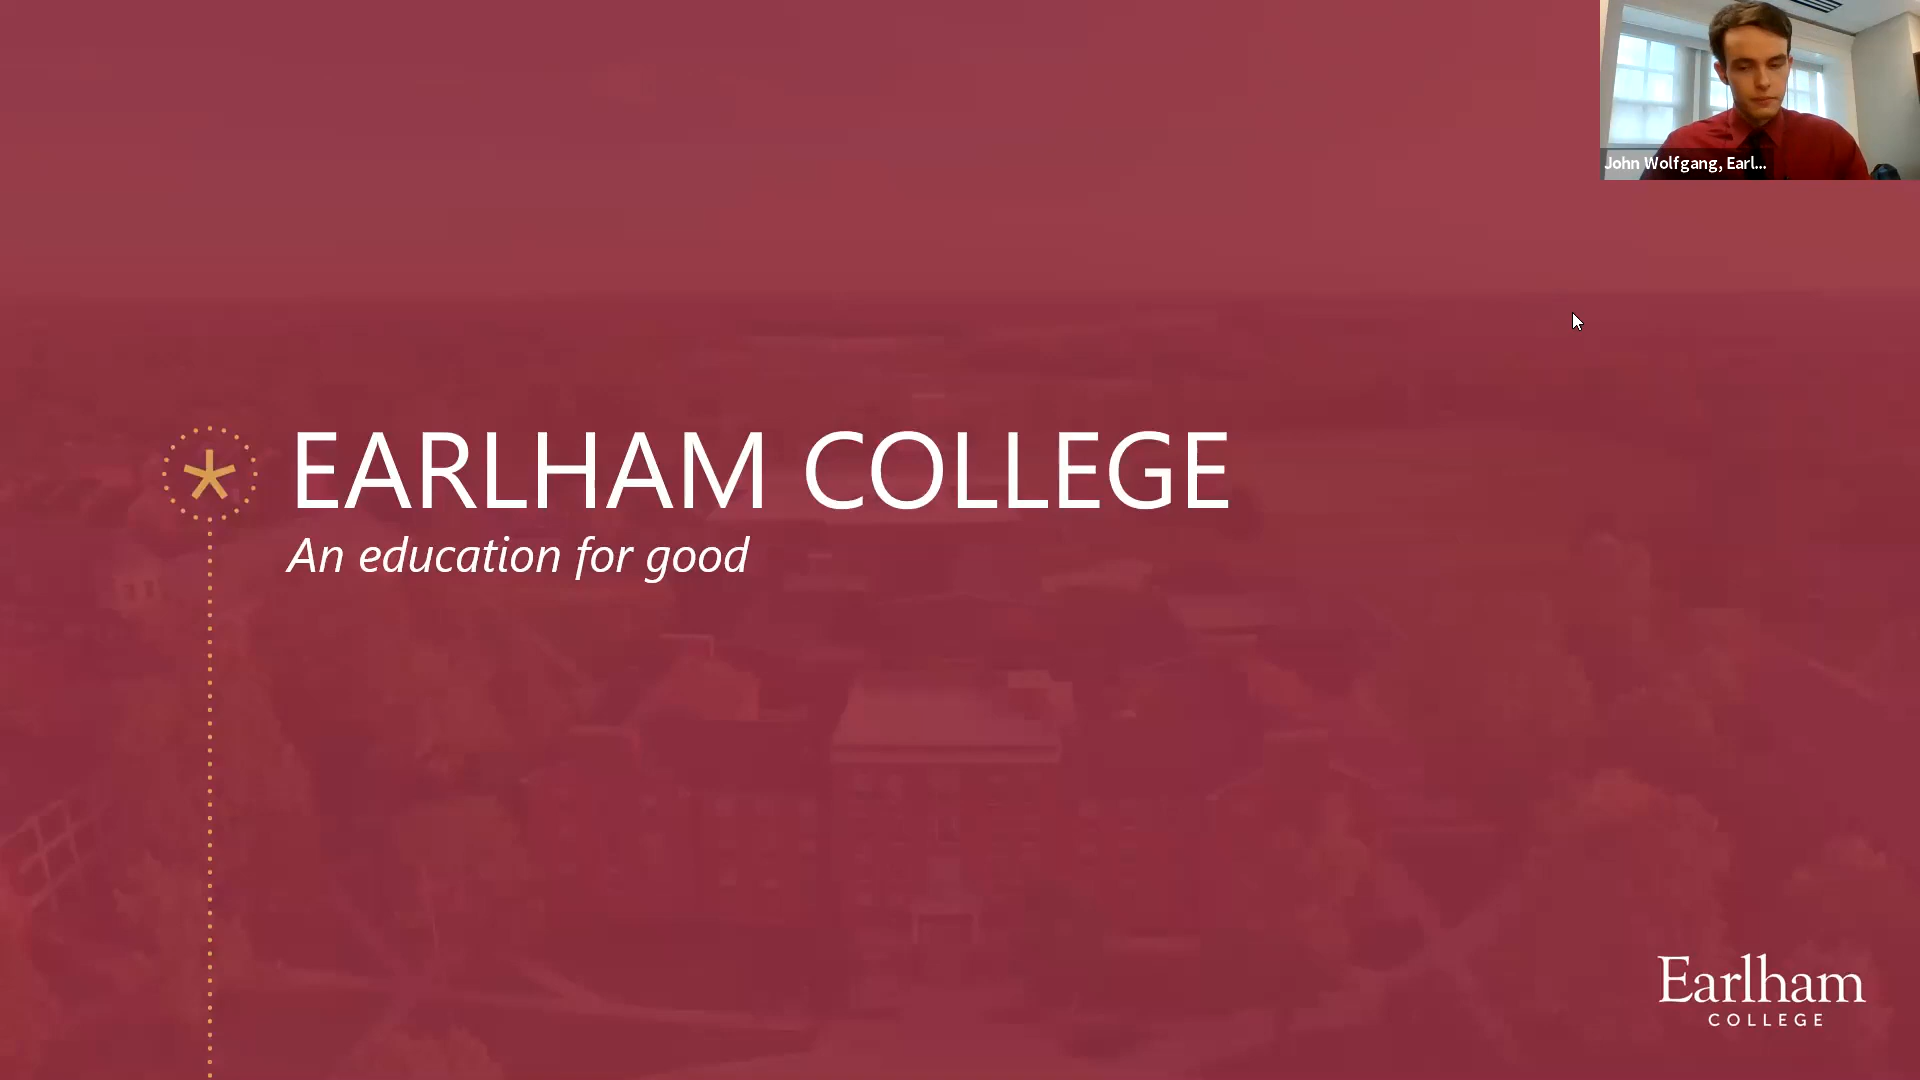 John Wolfgang, Earl...
EARLHAM COLLEGE
An education for good
Earlham
COLLEGE